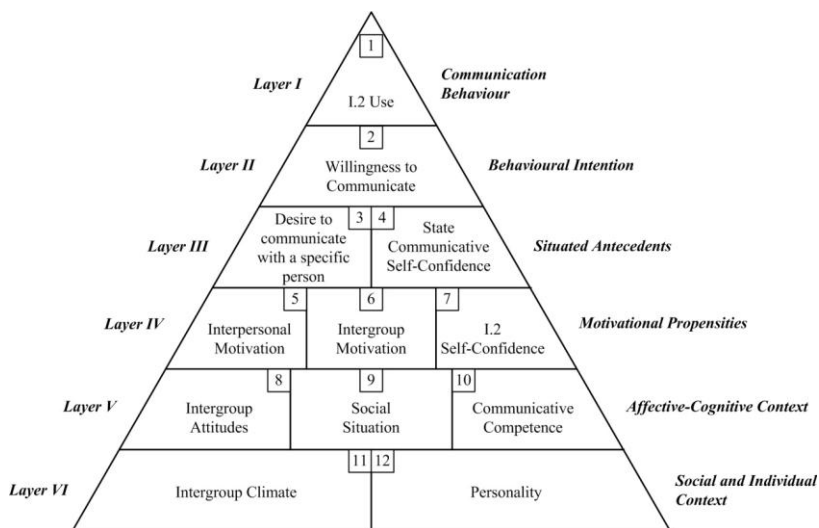 1
Layer I
Communication
Behaviour
I.2 Use
2
Layer II
Willingness to
Communicate
Behavioural Intention
3
4
Layer III
Desire to
communicate
with a specific
person
State
Communicative
Self-Confidence
Situated Antecedents
5
6
7
Layer IV
Interpersonal
Motivation
Intergroup
Motivation
I.2
Self-Confidence
Motivational Propensities
8
9
10
Layer V
Intergroup
Attitudes
Social
Situation
Communicative
Competence
Affective-Cognitive Context
11
12
Layer VI
Intergroup Climate
Personality
Social and Individual
Context